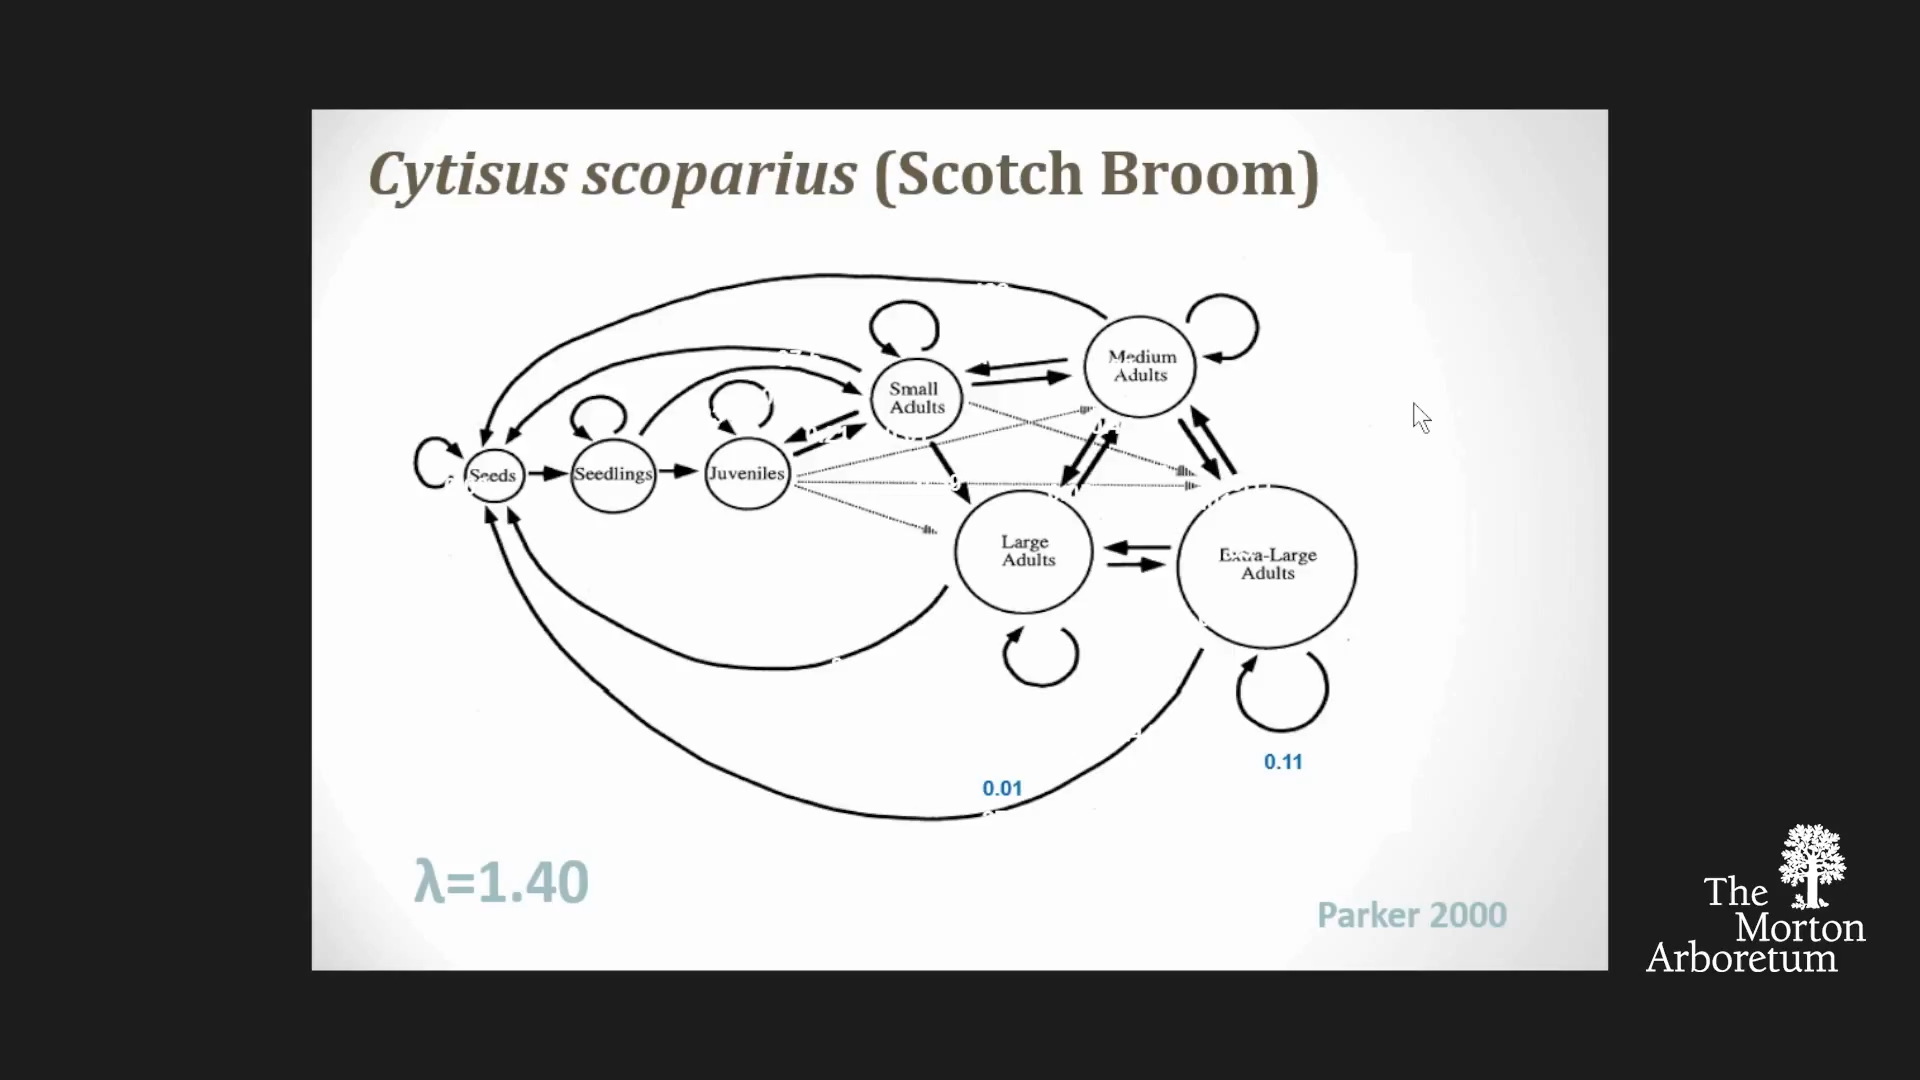 Cytisus scoparius (Scotch Broom)
Small
Adults
Medium
Adults
Seeds
Seedlings
Juveniles
Large
Adults
Extra-Large
Adults
0.11
0.01
λ=1.40
Parker 2000
The
Morton
Arboretum